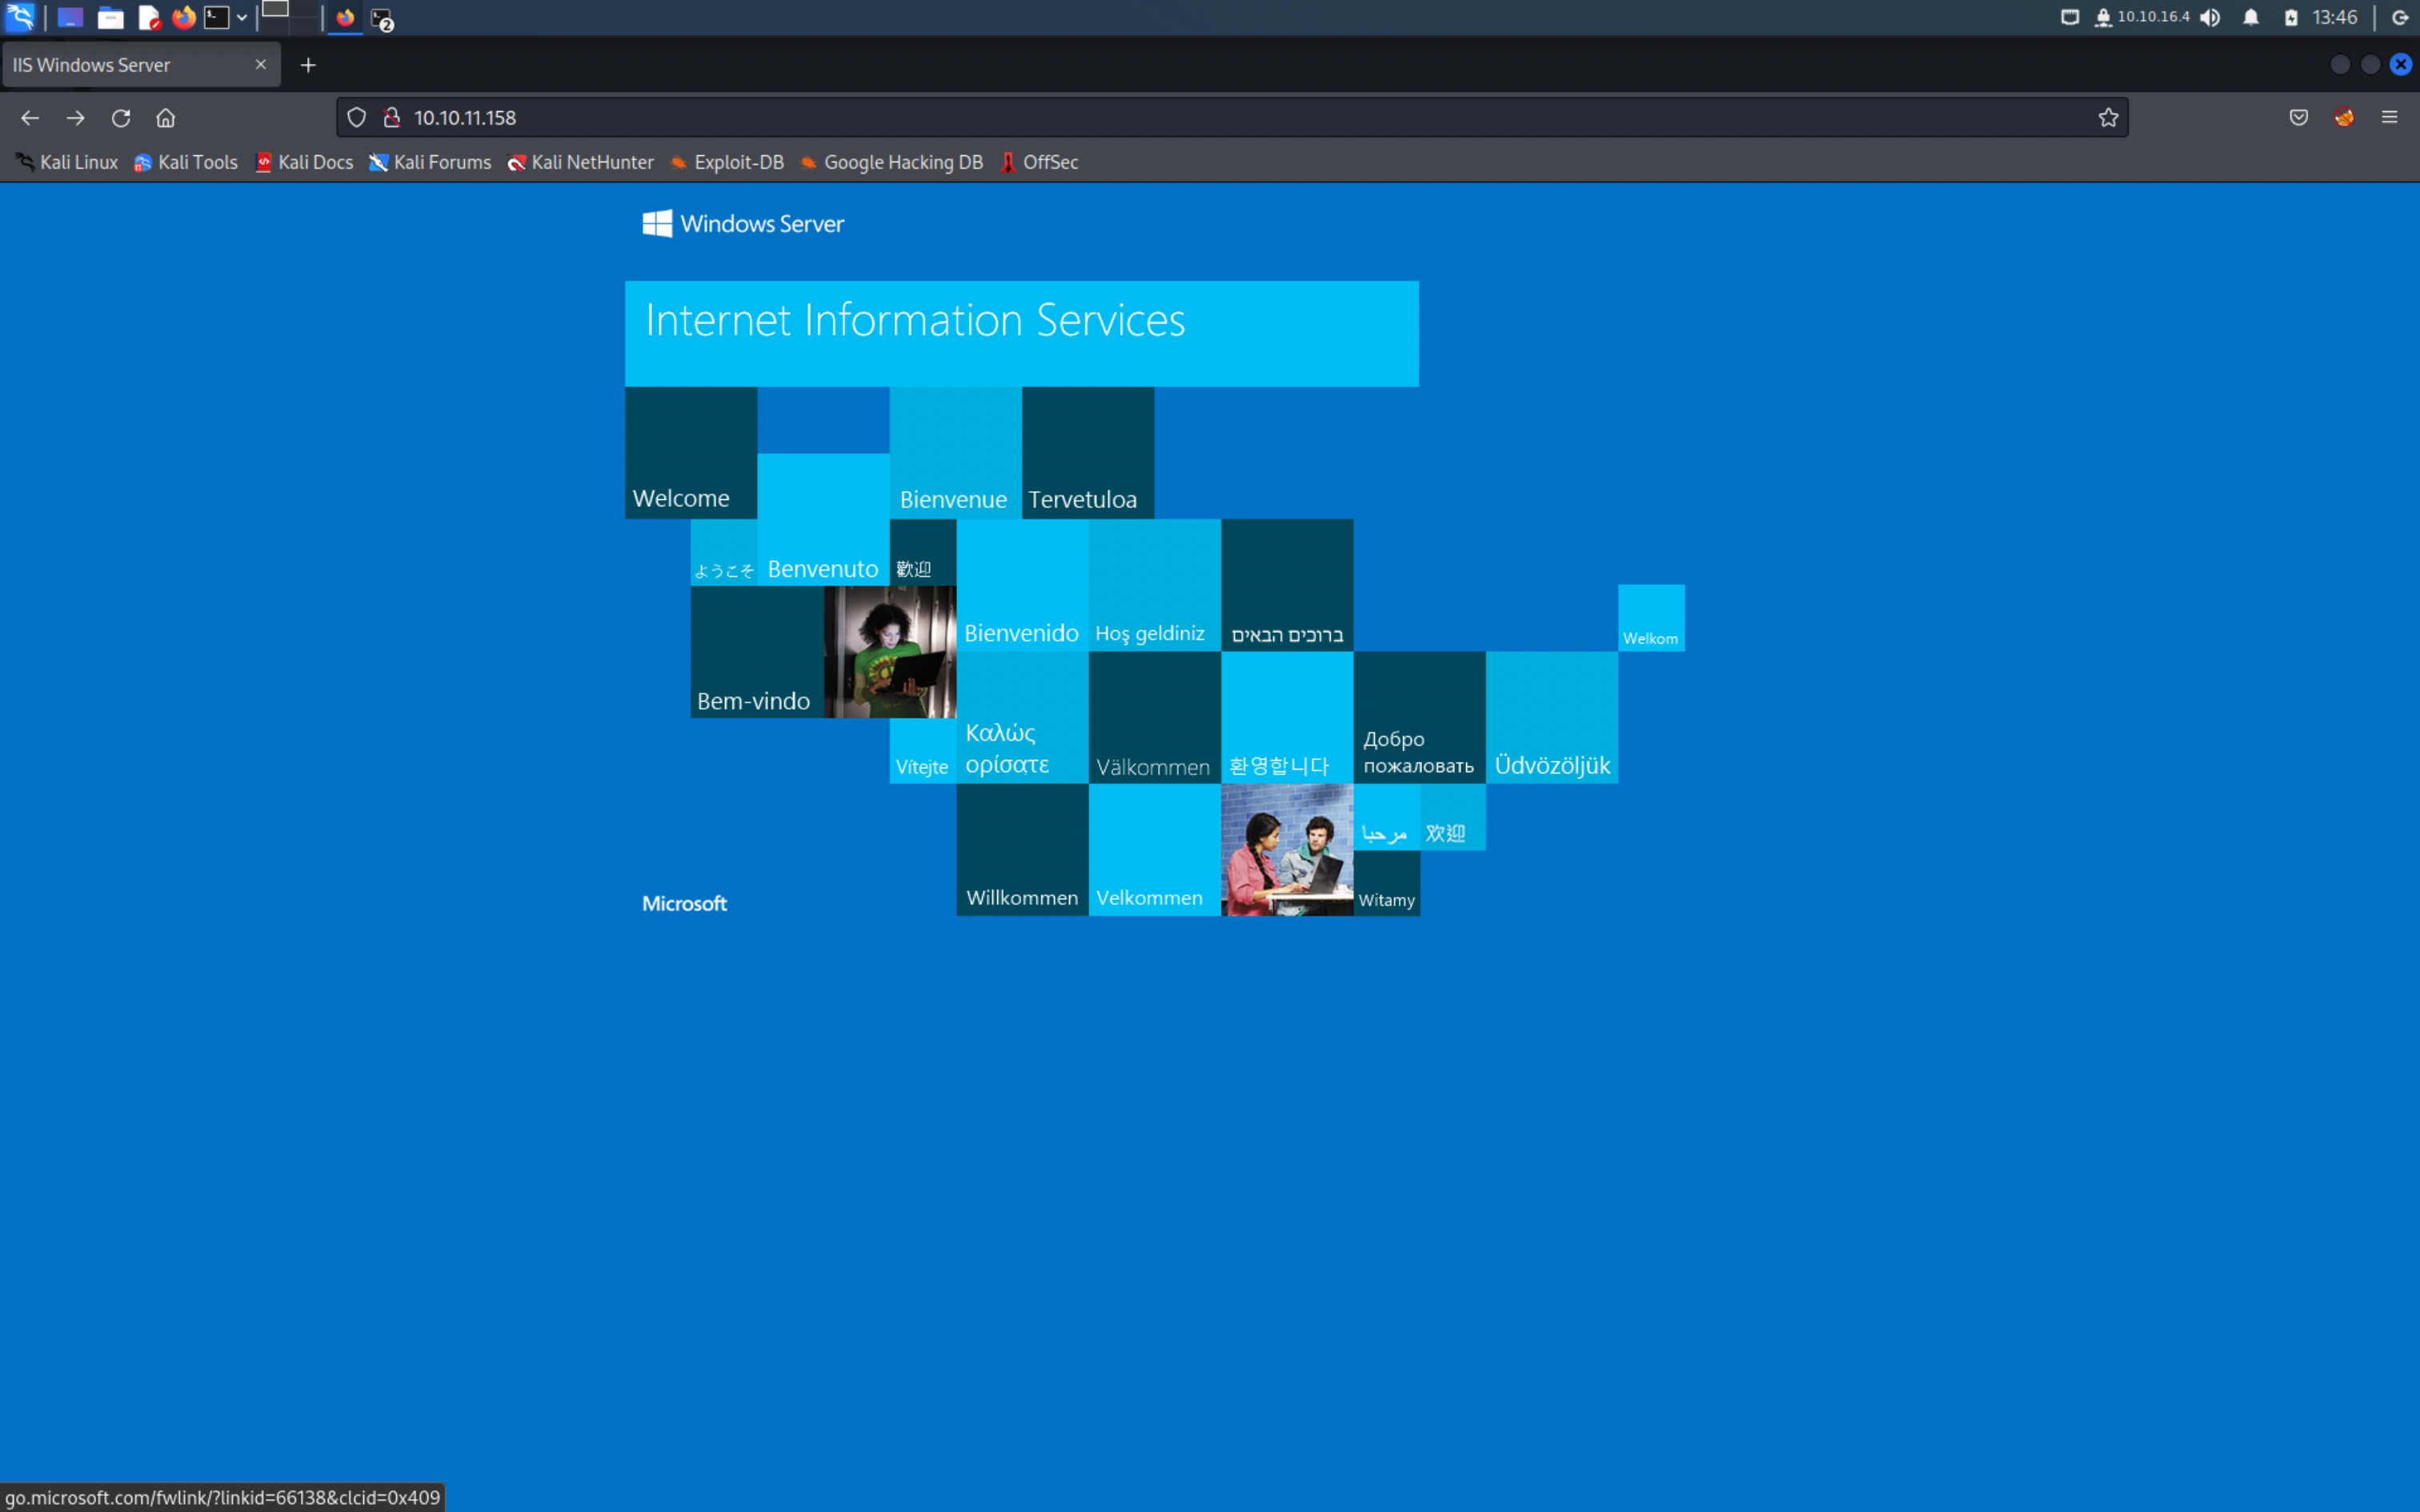 10.10.16.4
13:46
2
IIS Windows Server
10.10.11.158
Kali Linux
Kali Tools
Kali Docs
Kali Forums
Kali NetHunter
Exploit-DB
Google Hacking DB
OffSec
Windows Server
Internet Information Services
Welcome
Bienvenue
Tervetuloa
ようこそ
Benvenuto
歡迎
Bienvenido
Hoş geldiniz
ברוכים הבאים
Welkom
Bem-vindo
Vítejte
Καλώς
ορίσατε
Välkommen
환영합니다
Добро
пожаловать
Üdvözöljük
مرحبا
欢迎
Microsoft
Willkommen
Velkommen
Witamy
go.microsoft.com/fwlink/?linkid=66138&clcid=0x409